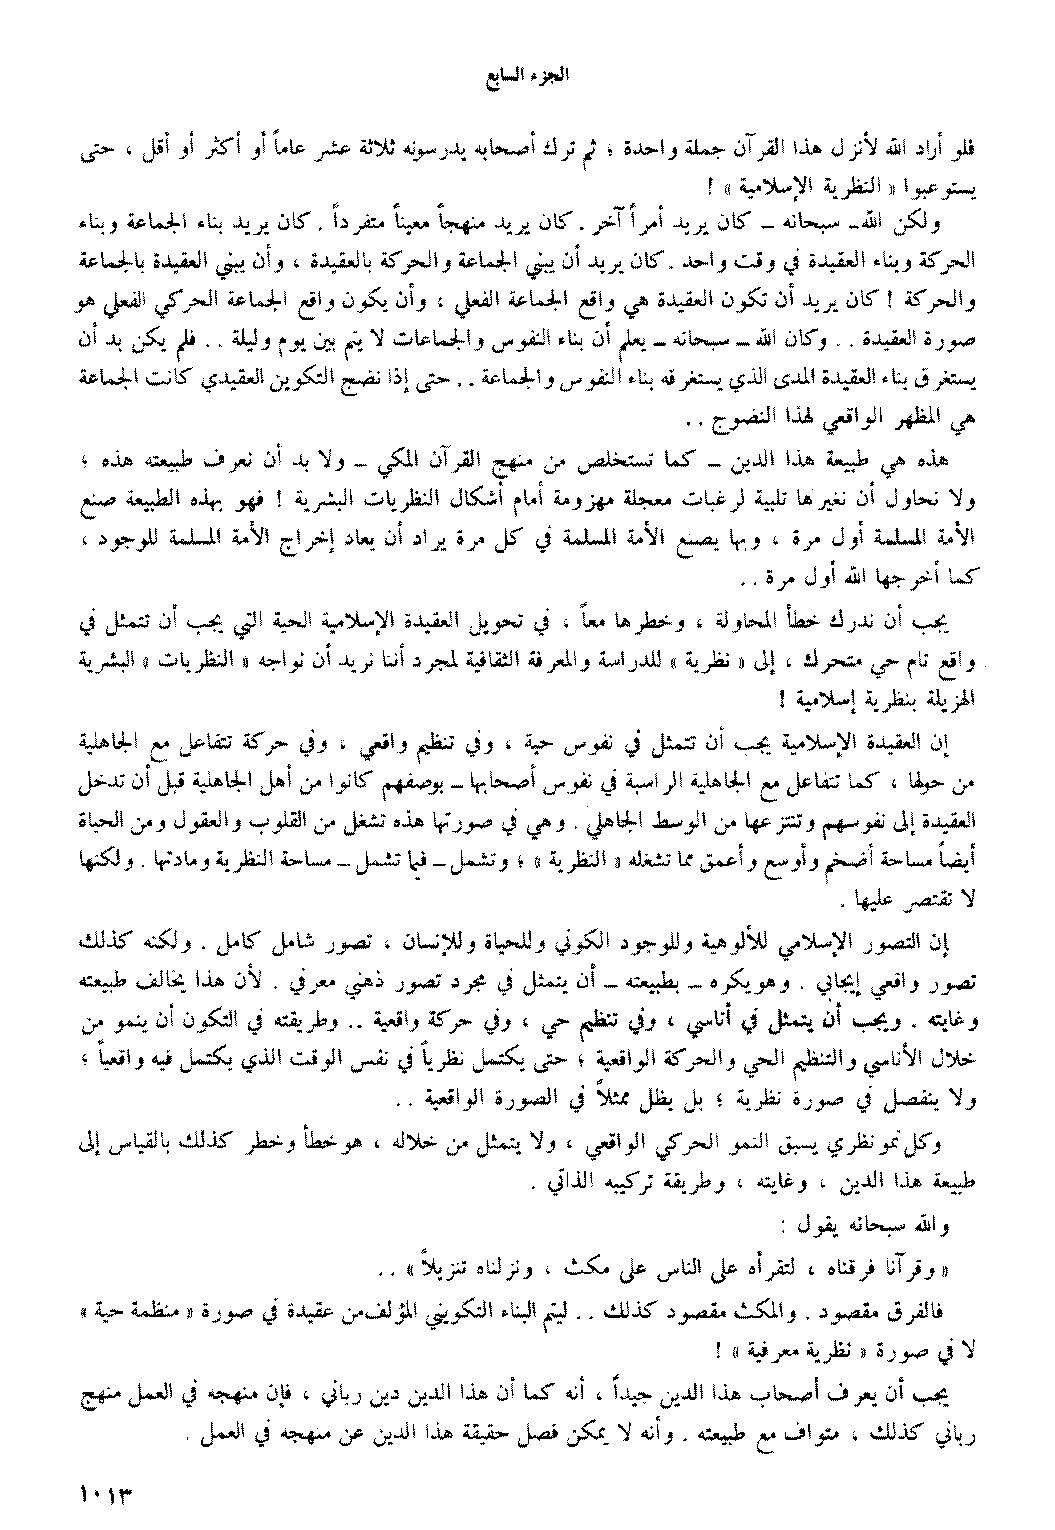 الجزء السابع
فلو أراد الله لأنزل هذا القرآن جملة واحدة ؛ ثم ترك أصحابه يدرسونه ثلاثة عشر عاماً أو أكثر أو أقل ، حتى
يستوعبوا « النظرية الإسلامية » !
ولكن الله ـ سبحانه ـ كان يريد أمراً آخر . كان يريد منهجاً معيناً متفرداً . كان يريد بناء الجماعة وبناء
الحركة وبناء العقيدة في وقت واحد . كان يريد أن يبني الجماعة والحركة بالعقيدة ، وأن يبني العقيدة بالجماعة
والحركة ! كان يريد أن تكون العقيدة هي واقع الجماعة الفعلي ، وأن يكون واقع الجماعة الحركي الفعلي هو
صورة العقيدة . . وكان الله ـ سبحانه ـ يعلم أن بناء النفوس والجماعات لا يتم بين يوم وليلة . . فلم يكن بد أن
يستغرق بناء العقيدة المدى الذي يستغرقه بناء النفوس والجماعة . . حتى إذا نضج التكوين العقيدي كانت الجماعة
هي المظهر الواقعي لهذا النضوج . .
هذه هي طبيعة هذا الدين ـ كما تستخلص من منهج القرآن المكي ـ ولا بد أن نعرف طبيعته هذه ؛
ولا نحاول أن نغيرها تلبية لرغبات معجلة مهزومة أمام أشكال النظريات البشرية ! فهو بهذه الطبيعة صنع
الأمة المسلمة أول مرة ، وبها يصنع الأمة المسلمة في كل مرة يراد أن يعاد إخراج الأمة المسلمة للوجود ،
كما أخرجها الله أول مرة . .
يجب أن ندرك خطأ المحاولة ، وخطرها معاً ، في تحويل العقيدة الإسلامية الحية التي يجب أن تتمثل في
واقع نام حي متحرك ، إلى « نظرية » للدراسة والمعرفة الثقافية لمجرد أننا نريد أن نواجه « النظريات » البشرية
الهزيلة بنظرية إسلامية !
إن العقيدة الإسلامية يجب أن تتمثل في نفوس حية ، وفي تنظيم واقعي ، وفي حركة تتفاعل مع الجاهلية
من حولها ، كما تتفاعل مع الجاهلية الراسبة في نفوس أصحابها ـ بوصفهم كانوا من أهل الجاهلية قبل أن تدخل
العقيدة إلى نفوسهم وتنتزعها من الوسط الجاهلي . وهي في صورتها هذه تشغل من القلوب والعقول ومن الحياة
أيضاً مساحة أضخم وأوسع وأعمق مما تشغله « النظرية » ؛ وتشمل ـ فيما تشمل ـ مساحة النظرية ومادتها . ولكنها
لا تقتصر عليها .
إن التصور الإسلامي للألوهية وللوجود الكوني وللحياة وللإنسان ، تصور شامل كامل . ولكنه كذلك
تصور واقعي إيجابي . وهو يكره ـ بطبيعته ـ أن يتمثل في مجرد تصور ذهني معرفي . لأن هذا يخالف طبيعته
وغايته . ويجب أن يتمثل في أناسي ، وفي تنظيم حي ، وفي حركة واقعية . . وطريقته في التكون أن ينمو من
خلال الأناسي والتنظيم الحي والحركة الواقعية ؛ حتى يكتمل نظرياً في نفس الوقت الذي يكتمل فيه واقعياً ؛
ولا ينفصل في صورة نظرية ؛ بل يظل ممثلاً في الصورة الواقعية . .
وكل نمو نظري يسبق النمو الحركي الواقعي ، ولا يتمثل من خلاله ، هو خطأ وخطر كذلك بالقياس إلى
طبيعة هذا الدين ، وغايته ، وطريقة تركيبه الذاتي .
والله سبحانه يقول :
« وقرآنا فرقناه ، لتقرأه على الناس على مكث ، ونزلناه تنزيلاً » . .
فالفرق مقصود . والمكث مقصود كذلك . . ليتم البناء التكويني المؤلف من عقيدة في صورة « منظمة حية »
لا في صورة « نظرية معرفية » !
يجب أن يعرف أصحاب هذا الدين جيداً ، أنه كما أن هذا الدين دين رباني ، فإن منهجه في العمل منهج
رباني كذلك ، متواف مع طبيعته . وأنه لا يمكن فصل حقيقة هذا الدين عن منهجه في العمل .
١٠١٣